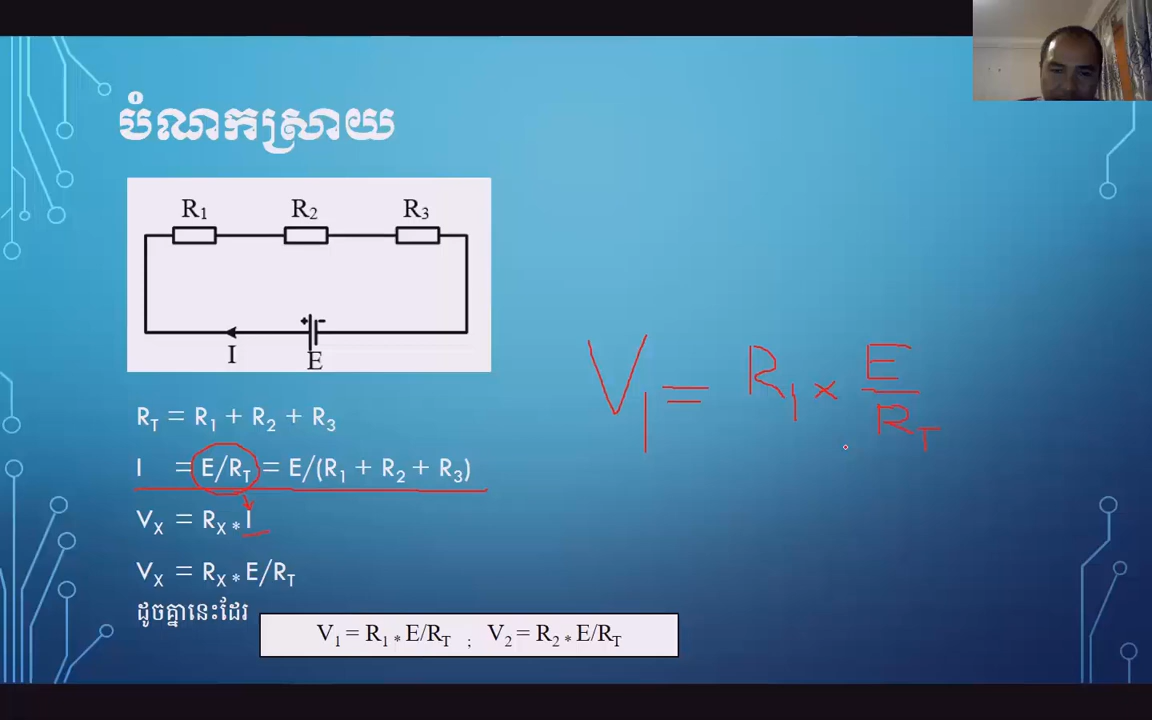 បំណកស្រាយ
R₁ R₂ R₃
I E
R_T = R₁ + R₂ + R₃
I = E/R_T = E/(R₁ + R₂ + R₃)
V_X = R_X * I
V_X = R_X * E/R_T
ដូចគ្នានេះដែរ
V₁ = R₁ * E/R_T ; V₂ = R₂ * E/R_T
V₁ = R₁ × E/R_T